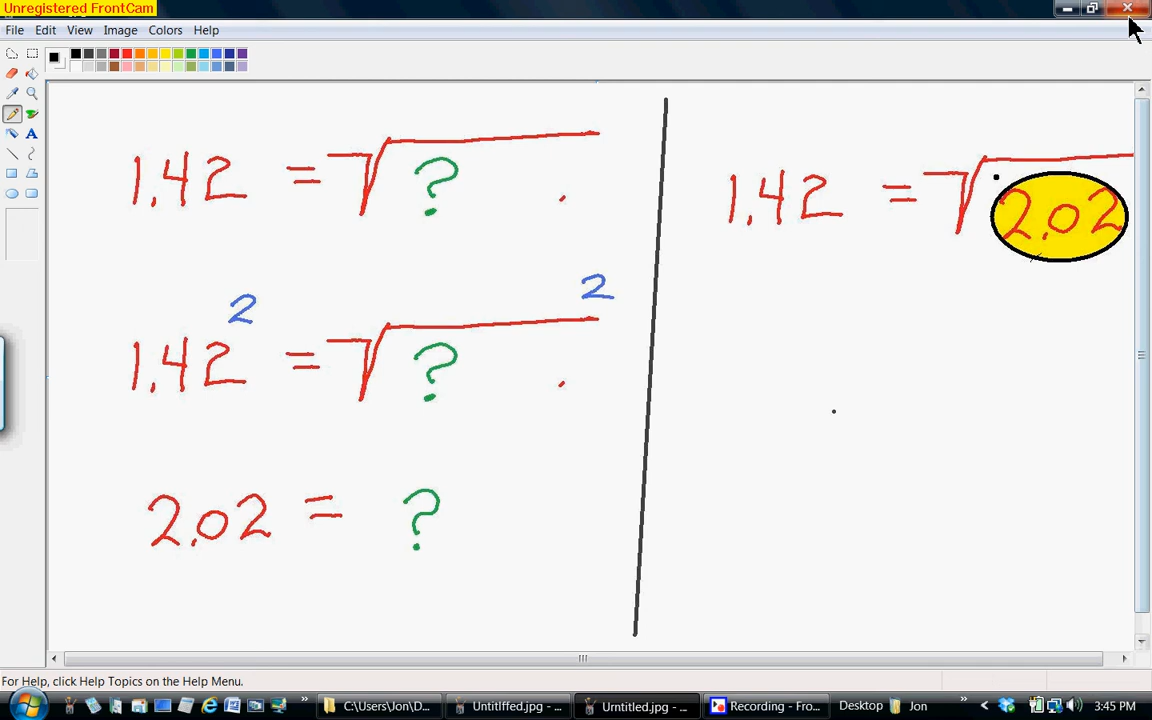 Unregistered FrontCam
File Edit View Image Colors Help
1.42 = √?
1.42² = √?²
2.02 = ?
1.42 = √2.02
For Help, click Help Topics on the Help Menu.
C:\Users\Jon\D... Untitlffed.jpg - ... Urntitled.jpg - ... Recording - Fro... Desktop Jon 3:45 PM